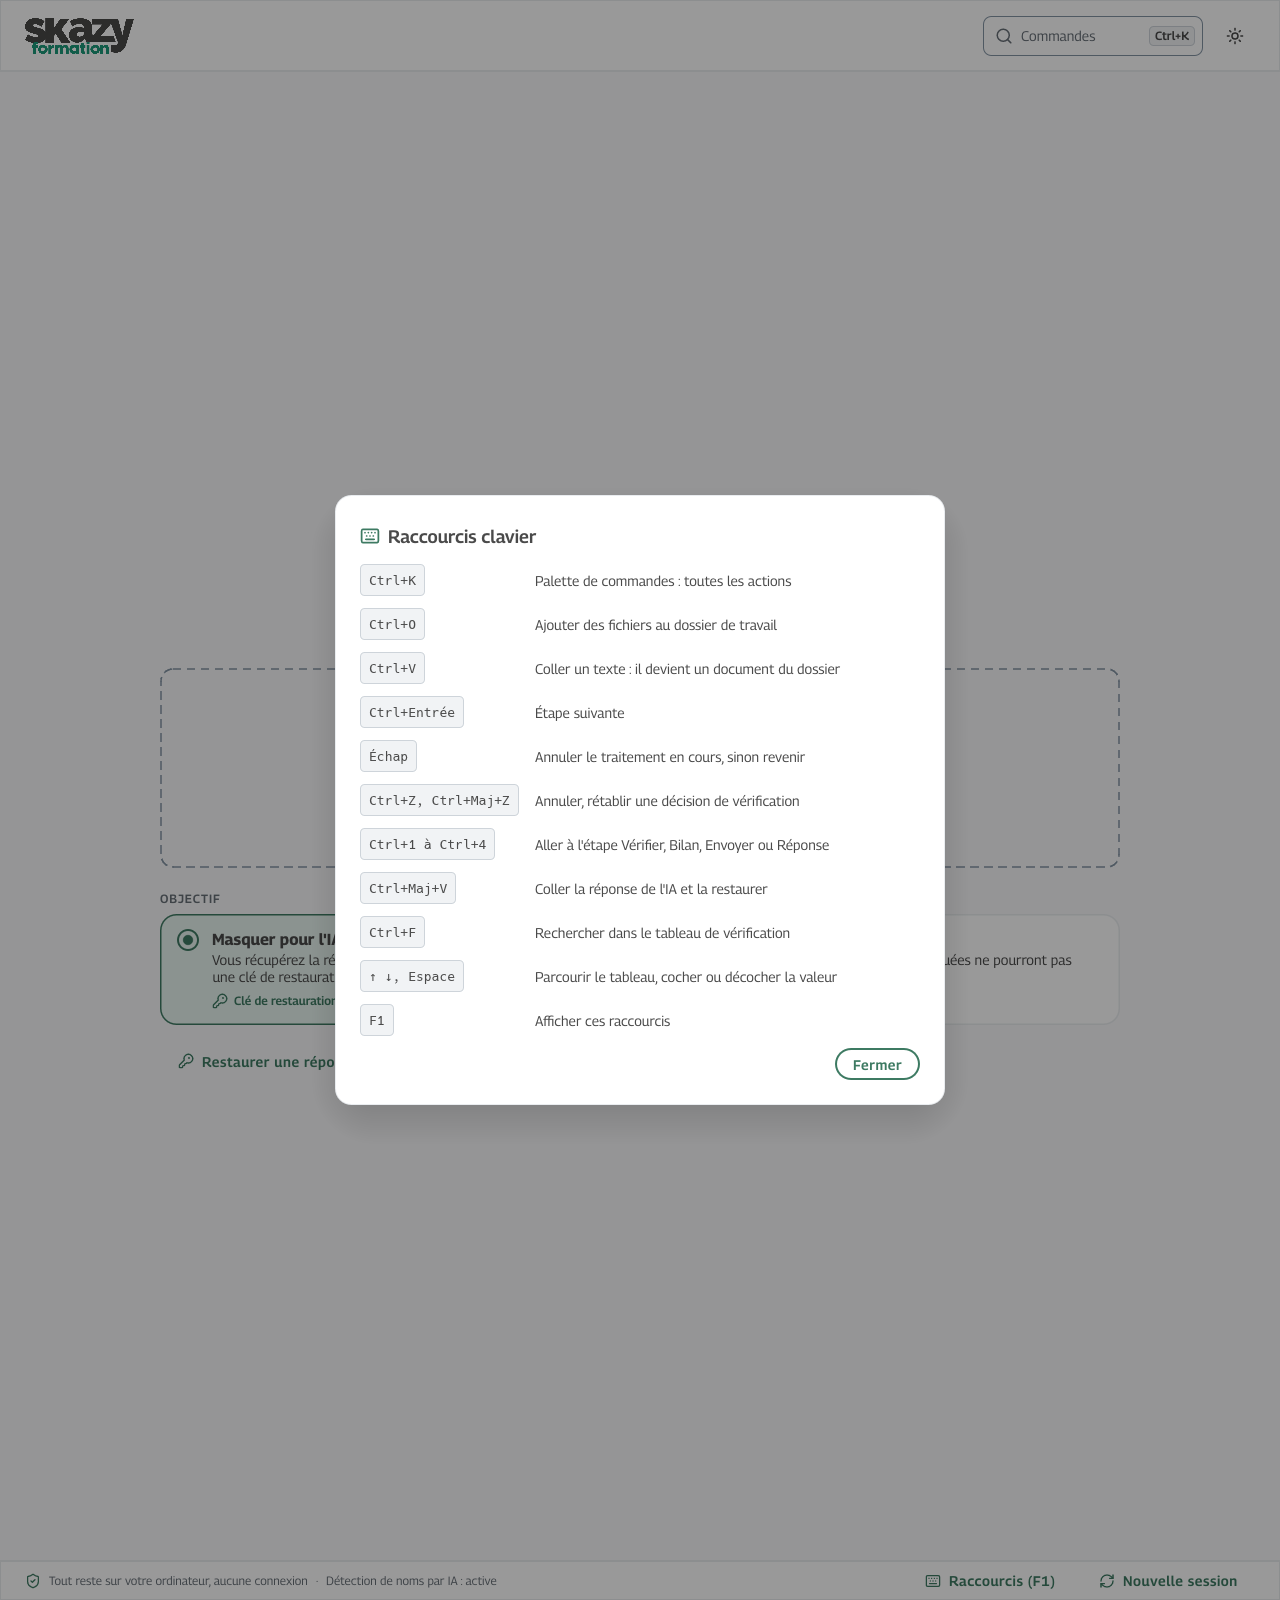 skazy
formation
Commandes Ctrl+K
Raccourcis clavier
Ctrl+K Palette de commandes : toutes les actions
Ctrl+O Ajouter des fichiers au dossier de travail
Ctrl+V Coller un texte : il devient un document du dossier
Ctrl+Entrée Étape suivante
Échap Annuler le traitement en cours, sinon revenir
Ctrl+Z, Ctrl+Maj+Z Annuler, rétablir une décision de vérification
Ctrl+1 à Ctrl+4 Aller à l'étape Vérifier, Bilan, Envoyer ou Réponse
Ctrl+Maj+V Coller la réponse de l'IA et la restaurer
Ctrl+F Rechercher dans le tableau de vérification
↑ ↓, Espace Parcourir le tableau, cocher ou décocher la valeur
F1 Afficher ces raccourcis
Fermer
OBJECTIF
Masquer pour l'IA
Vous récupérez la ré
une clé de restaurat
Clé de restauration
uées ne pourront pas
Restaurer une répo
Tout reste sur votre ordinateur, aucune connexion · Détection de noms par IA : active
Raccourcis (F1) Nouvelle session